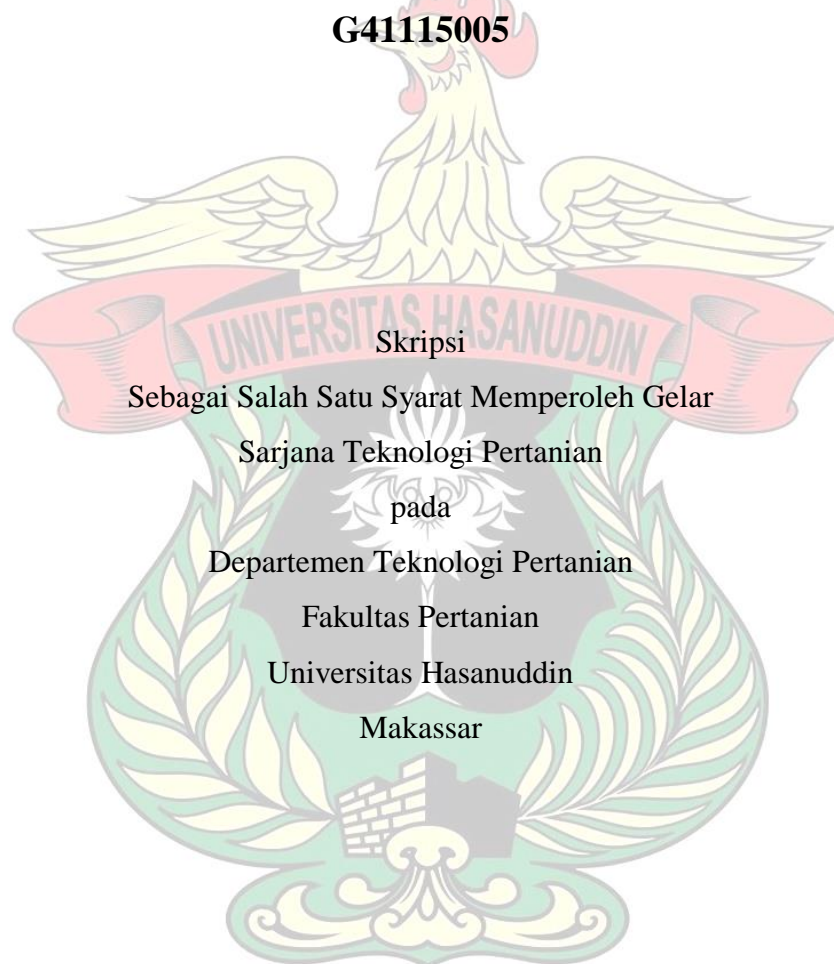 G41115005
UNIVERSITAS HASANUDDIN
Skripsi
Sebagai Salah Satu Syarat Memperoleh Gelar
Sarjana Teknologi Pertanian
pada
Departemen Teknologi Pertanian
Fakultas Pertanian
Universitas Hasanuddin
Makassar